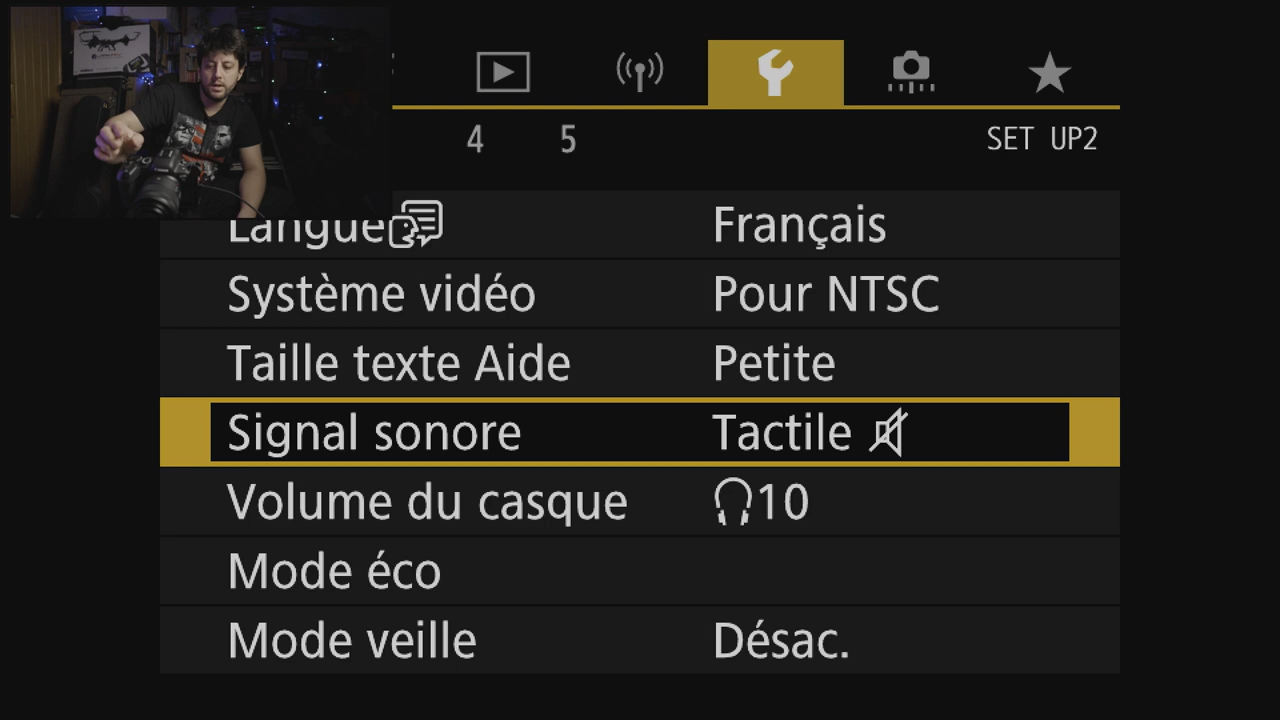 4 5
SET UP2
Langue Français
Système vidéo Pour NTSC
Taille texte Aide Petite
Signal sonore Tactile
Volume du casque 10
Mode éco
Mode veille Désac.